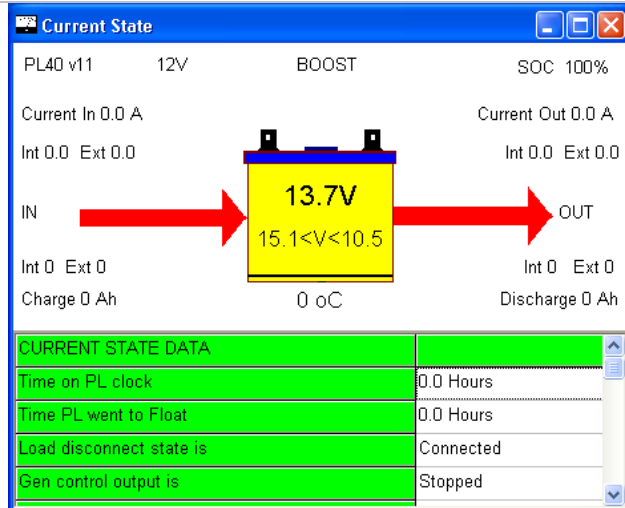 Current State
PL40 v11 12V BOOST SOC 100%
Current In 0.0 A Current Out 0.0 A
Int 0.0 Ext 0.0 Int 0.0 Ext 0.0
13.7V
IN OUT
15.1<V<10.5
Int 0 Ext 0 Int 0 Ext 0
Charge 0 Ah 0 oC Discharge 0 Ah
CURRENT STATE DATA
Time on PL clock 0.0 Hours
Time PL went to Float 0.0 Hours
Load disconnect state is Connected
Gen control output is Stopped